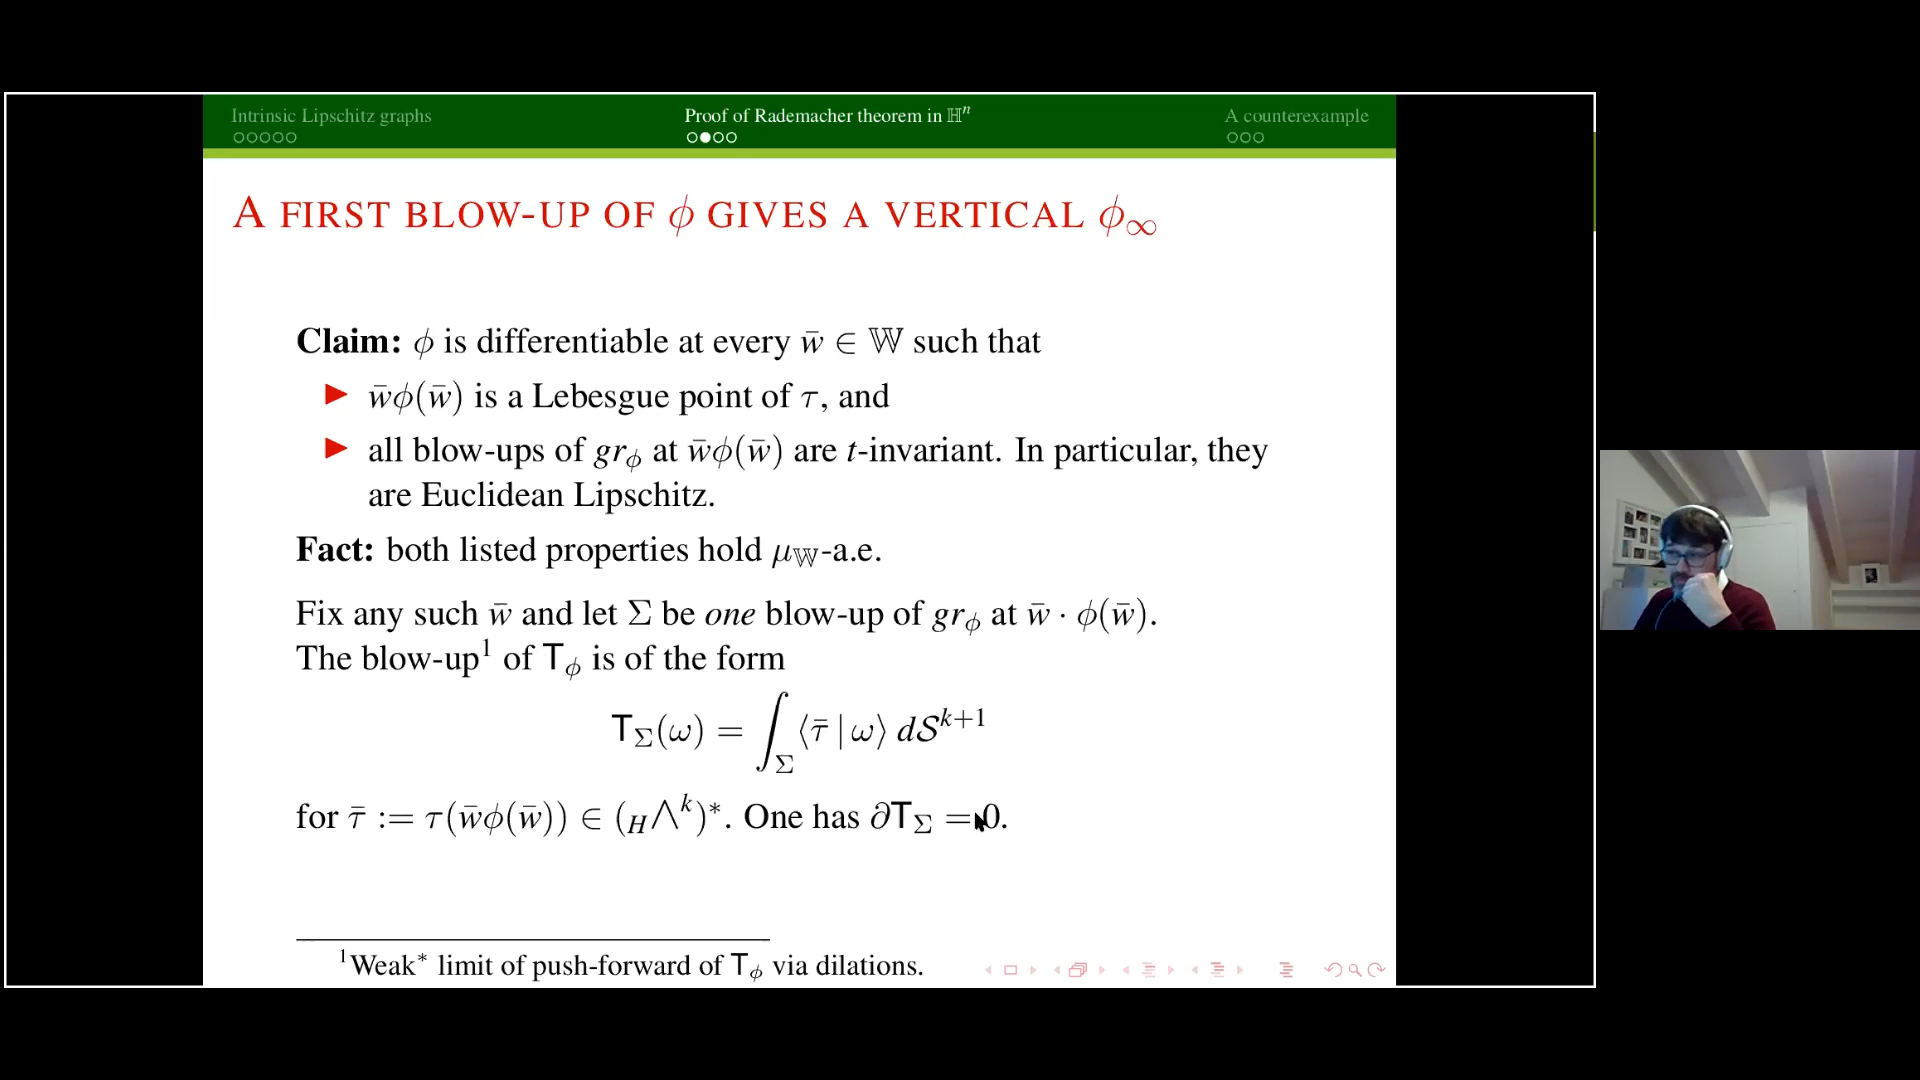 Intrinsic Lipschitz graphs
Proof of Rademacher theorem in ℍⁿ
A counterexample
A FIRST BLOW-UP OF ϕ GIVES A VERTICAL ϕ∞
Claim: ϕ is differentiable at every w̄ ∈ 𝕎 such that
▶ w̄ϕ(w̄) is a Lebesgue point of τ, and
▶ all blow-ups of gr_ϕ at w̄ϕ(w̄) are t-invariant. In particular, they
are Euclidean Lipschitz.
Fact: both listed properties hold μ_𝕎-a.e.
Fix any such w̄ and let Σ be one blow-up of gr_ϕ at w̄ · ϕ(w̄).
The blow-up¹ of T_ϕ is of the form
T_Σ(ω) = ∫_Σ ⟨τ̄ | ω⟩ d𝒮^{k+1}
for τ̄ := τ(w̄ϕ(w̄)) ∈ (_H⋀^k)*. One has ∂T_Σ = 0.
¹Weak* limit of push-forward of T_ϕ via dilations.